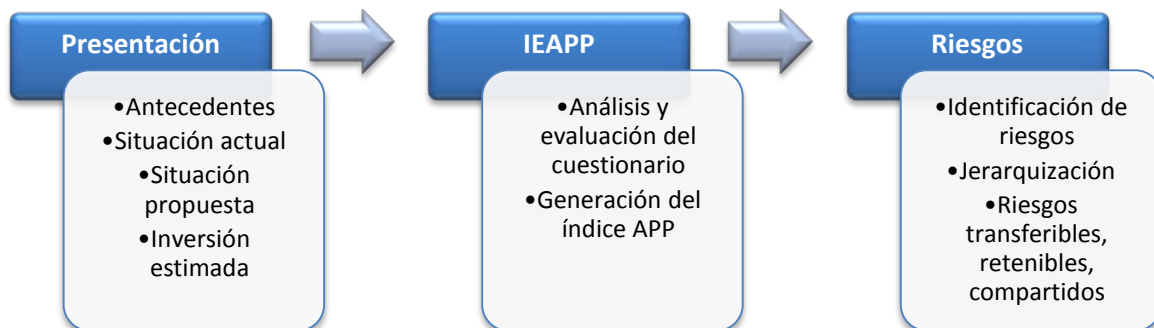 Presentación
•Antecedentes
•Situación actual
•Situación
propuesta
•Inversión
estimada
IEAPP
•Análisis y
evaluación del
cuestionario
•Generación del
índice APP
Riesgos
•Identificación de
riesgos
•Jerarquización
•Riesgos
transferibles,
retenibles,
compartidos